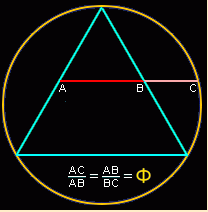 A B C
AC/AB = AB/BC = Φ